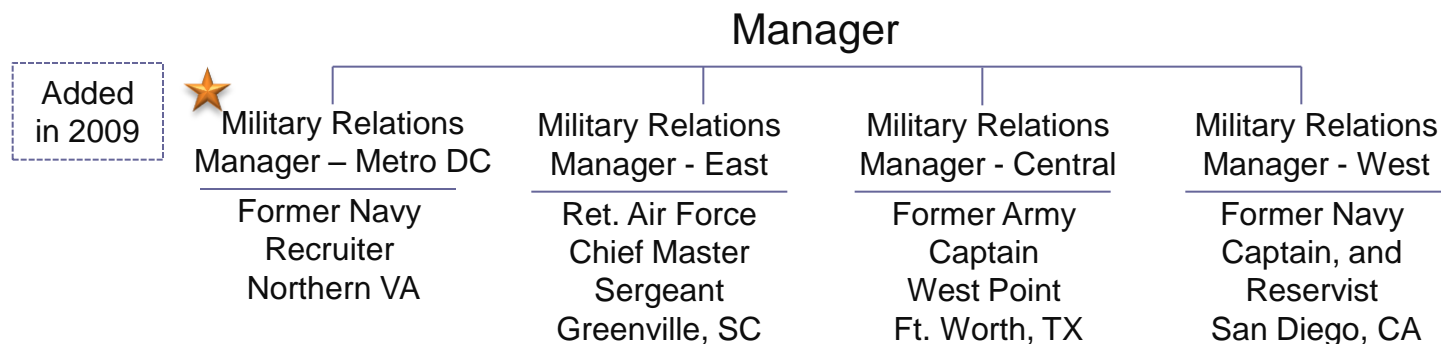 Manager
Added
in 2009
Military Relations
Manager – Metro DC
Former Navy
Recruiter
Northern VA
Military Relations
Manager - East
Ret. Air Force
Chief Master
Sergeant
Greenville, SC
Military Relations
Manager - Central
Former Army
Captain
West Point
Ft. Worth, TX
Military Relations
Manager - West
Former Navy
Captain, and
Reservist
San Diego, CA